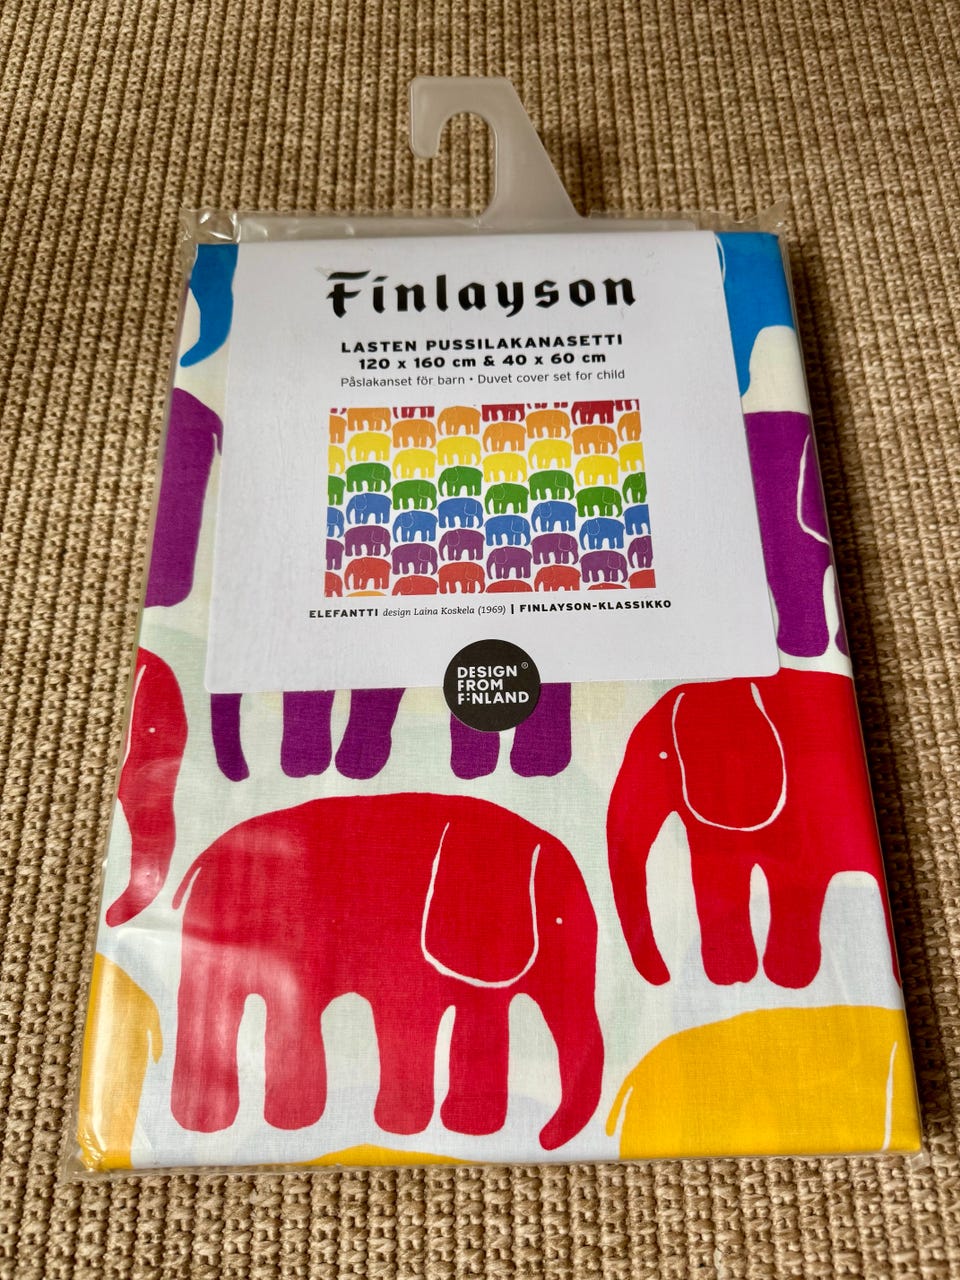 Finlayson
LASTEN PUSSILAKANASETTI
120 x 160 cm & 40 x 60 cm
Påslakanset för barn • Duvet cover set for child
ELEFANTTI design Laina Koskela (1969) | FINLAYSON-KLASSIKKO
DESIGN ®
FROM
FINLAND